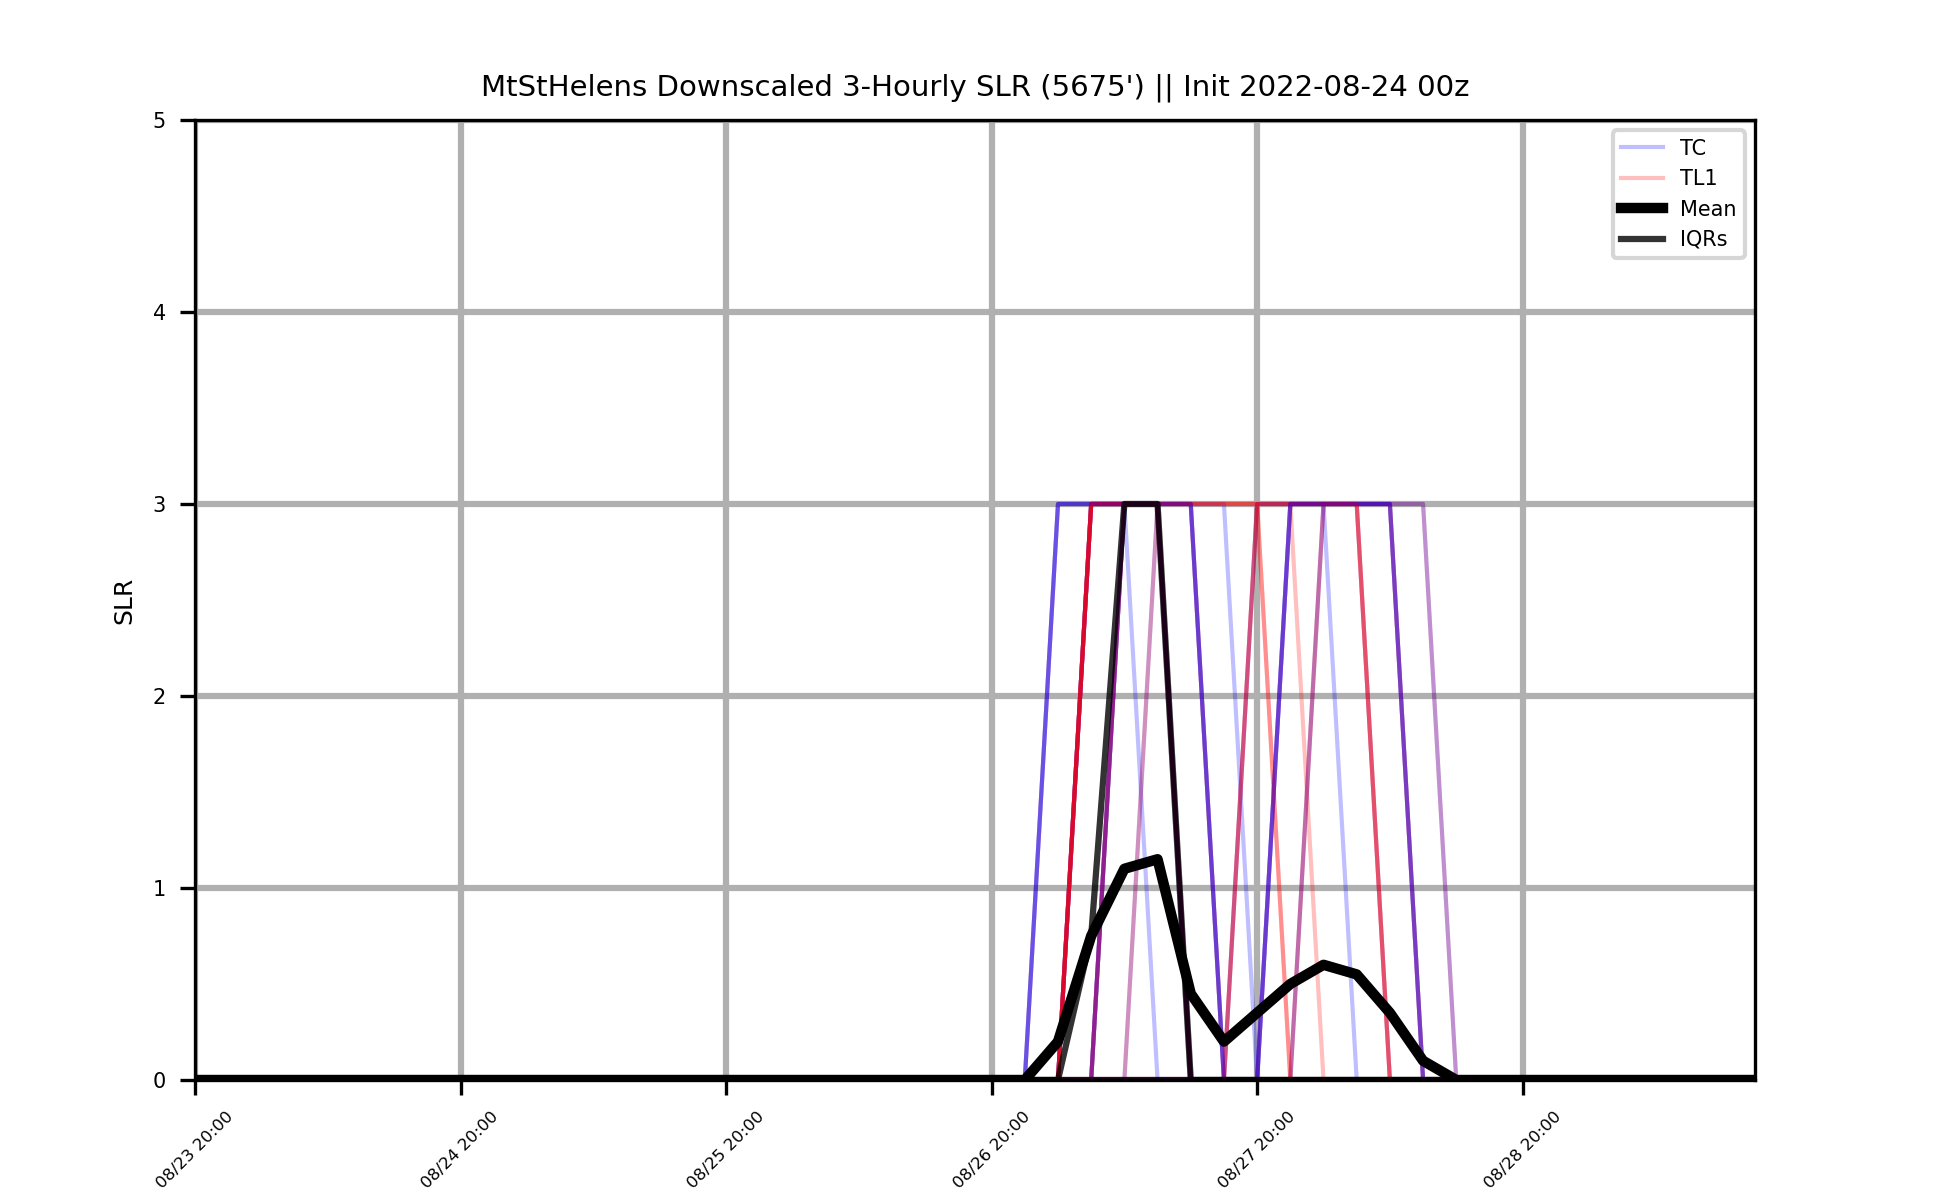 MtStHelens Downscaled 3-Hourly SLR (5675') || Init 2022-08-24 00z
5
4
3
2
1
0
SLR
TC
TL1
Mean
IQRs
08/23 20:00
08/24 20:00
08/25 20:00
08/26 20:00
08/27 20:00
08/28 20:00